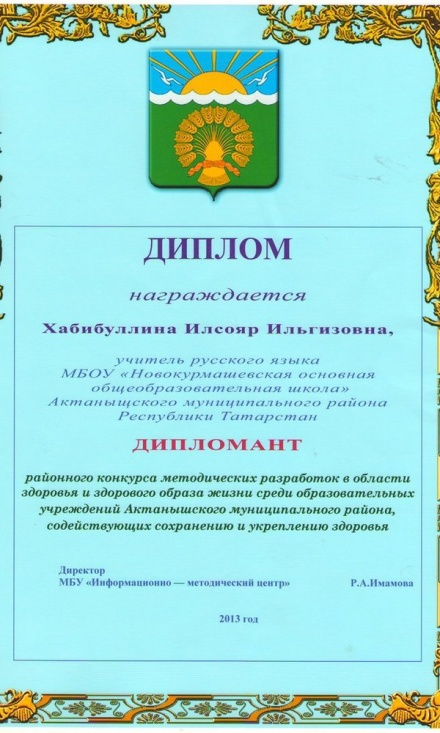 ДИПЛОМ
награждается
Хабибуллина Илсояр Ильгизовна,
учитель русского языка
МБОУ «Новокурмашевская основная
общеобразовательная школа»
Актаныщского муниципального района
Республики Татарстан
ДИПЛОМАНТ
районного конкурса методических разработок в области
здоровья и здорового образа жизни среди образовательных
учреждений Актанышского муниципального района,
содействующих сохранению и укреплению здоровья
Директор
МБУ «Информационно — методический центр» Р.А.Имамова
2013 год